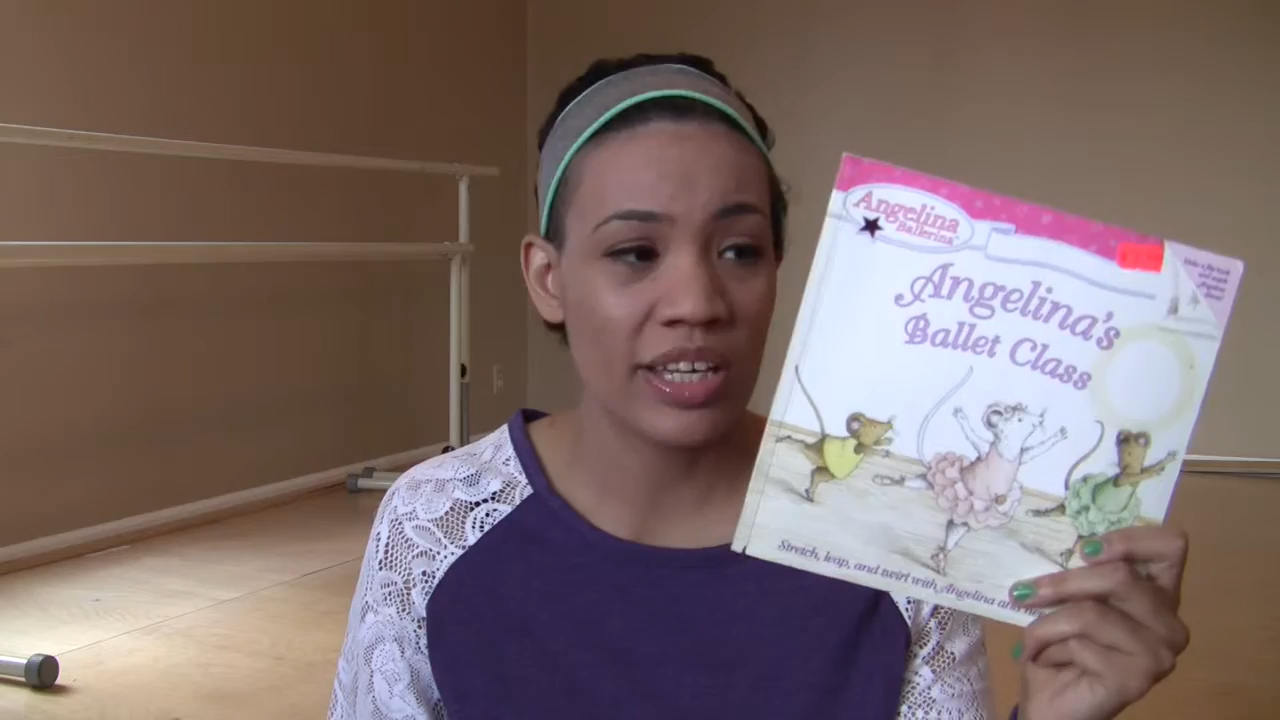 Angelina
Ballerina
Angelina's
Ballet Class
Stretch, leap, and twirl with Angelina and